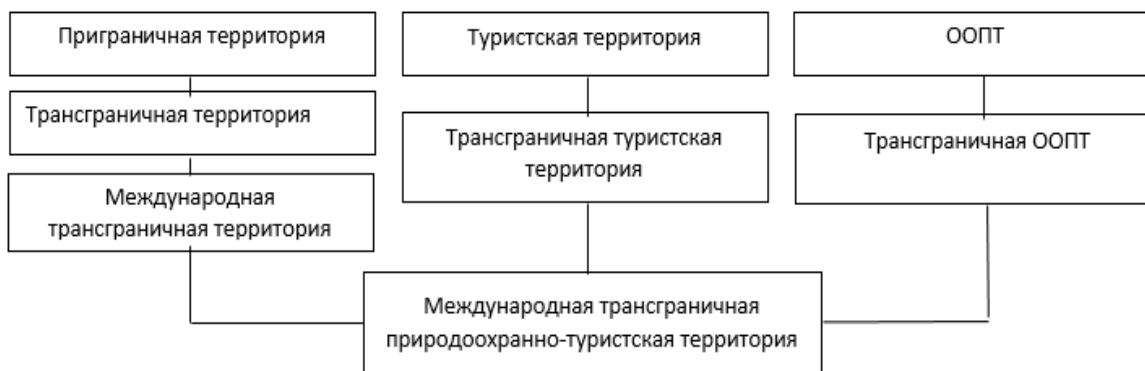 Приграничная территория
Туристская территория
ООПТ
Трансграничная территория
Трансграничная туристская
территория
Трансграничная ООПТ
Международная
трансграничная территория
Международная трансграничная
природоохранно-туристская территория